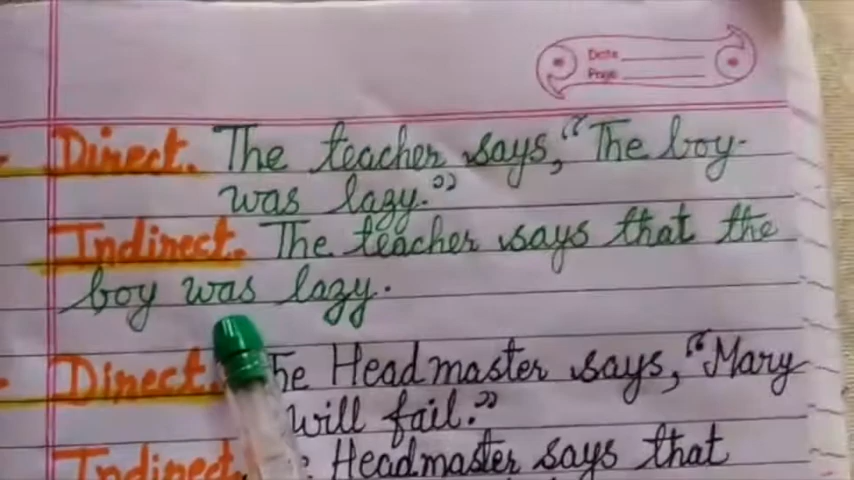 Date
Page
Direct. The teacher says, "The boy
was lazy."
Indirect. The teacher says that the
boy was lazy.
Direct. The Headmaster says, "Mary
will fail."
Indirect. Headmaster says that